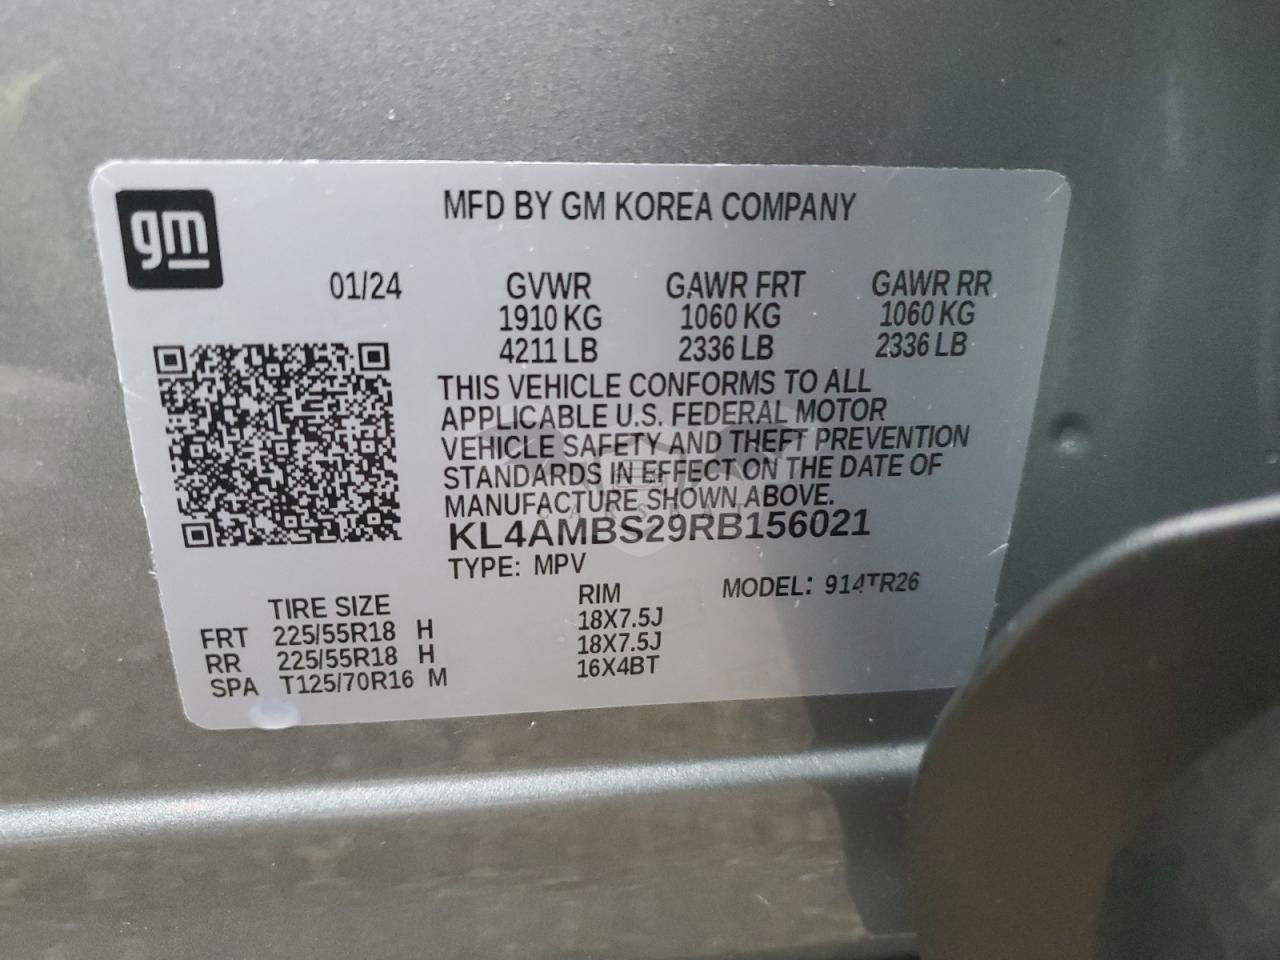 gm
MFD BY GM KOREA COMPANY
01/24 GVWR GAWR FRT GAWR RR
1910 KG 1060 KG 1060 KG
4211 LB 2336 LB 2336 LB
THIS VEHICLE CONFORMS TO ALL
APPLICABLE U.S. FEDERAL MOTOR
VEHICLE SAFETY AND THEFT PREVENTION
STANDARDS IN EFFECT ON THE DATE OF
MANUFACTURE SHOWN ABOVE.
KL4AMBS29RB156021
TYPE: MPV
TIRE SIZE RIM MODEL: 914TR26
FRT 225/55R18 H 18X7.5J
RR 225/55R18 H 18X7.5J
SPA T125/70R16 M 16X4BT